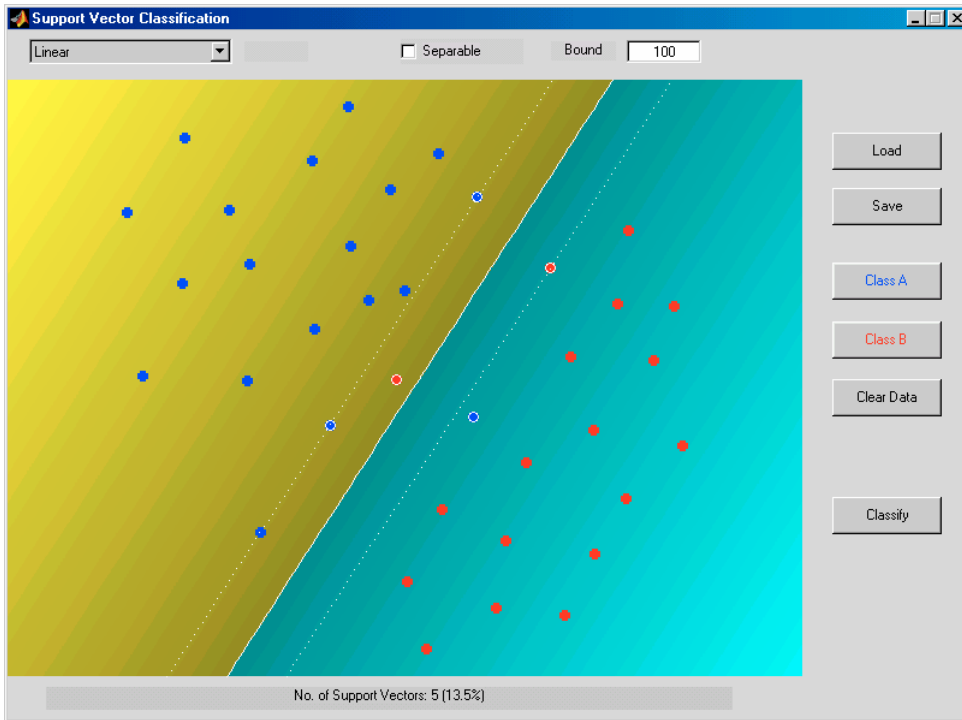 Support Vector Classification
Linear
Separable
Bound
100
Load
Save
Class A
Class B
Clear Data
Classify
No. of Support Vectors: 5 (13.5%)